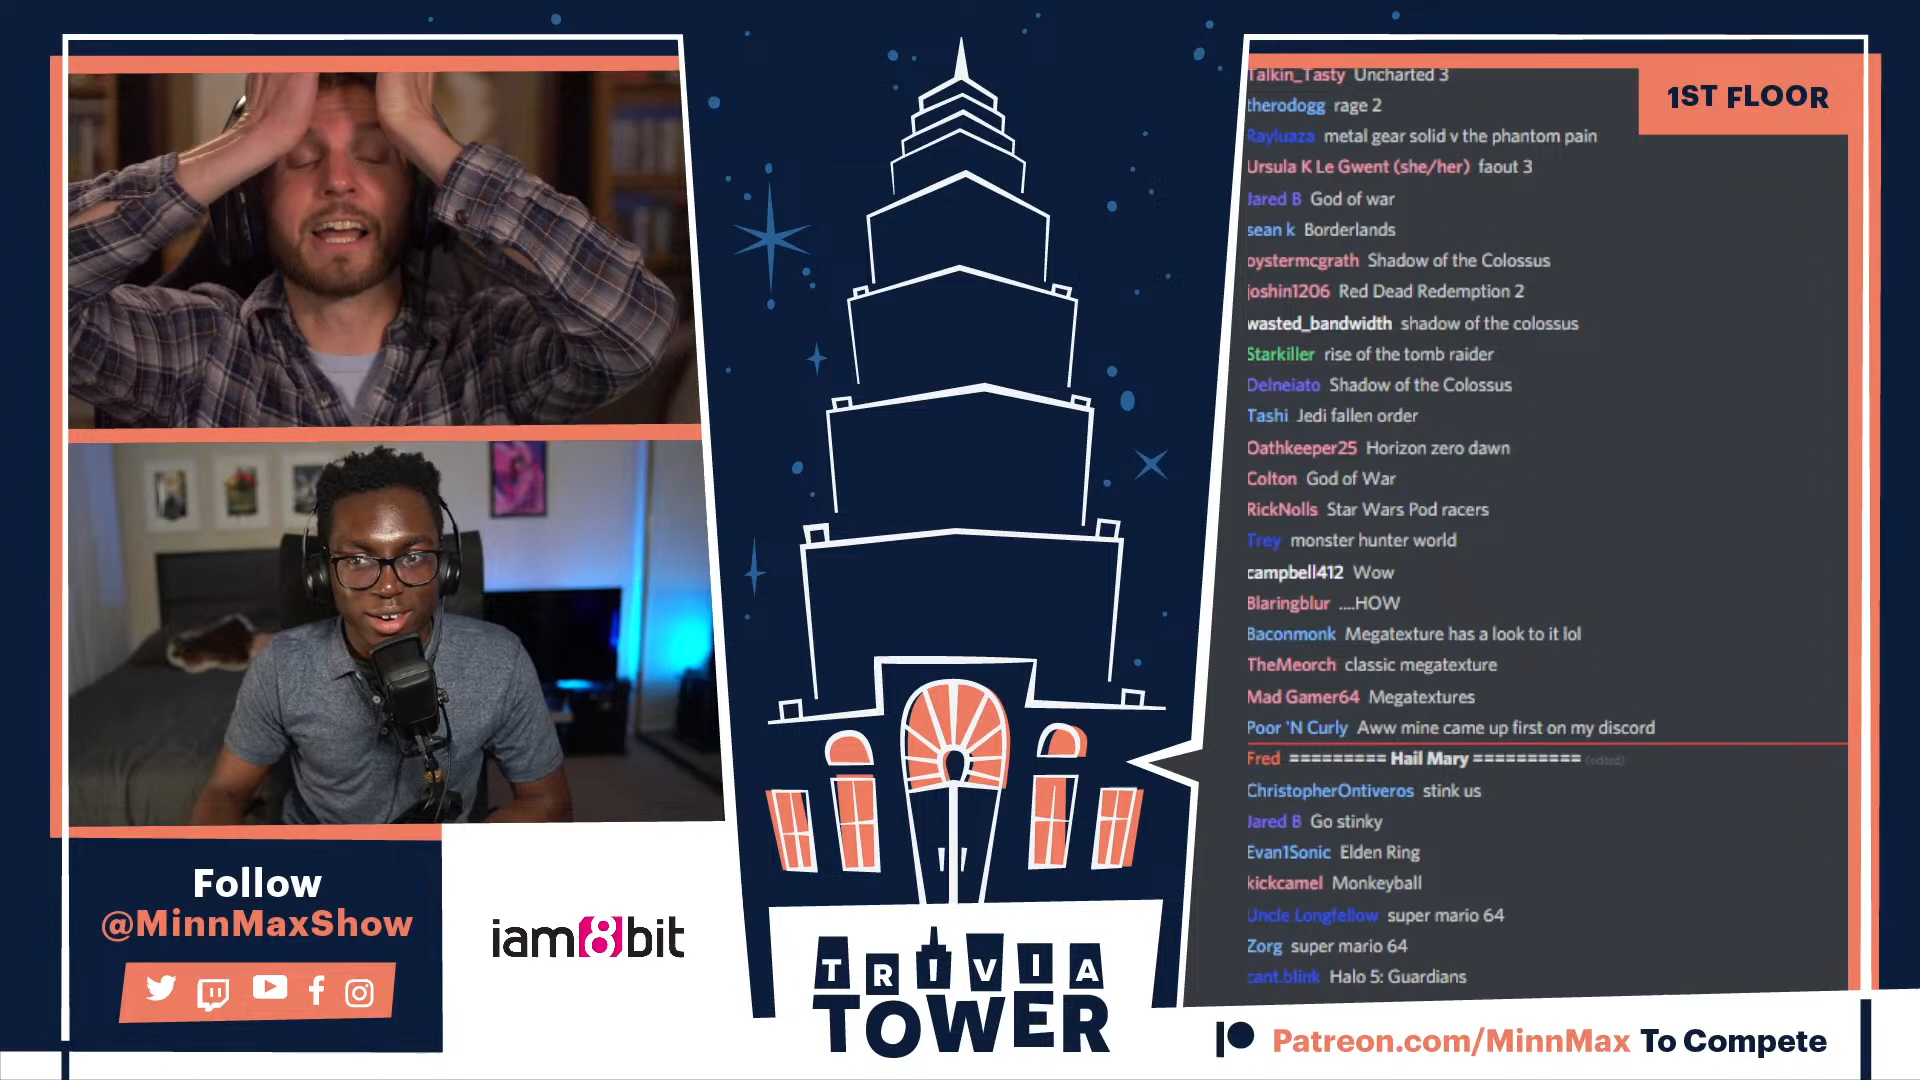 Talkin_Tasty Uncharted 3
1ST FLOOR
therodogg rage 2
Rayluaza metal gear solid v the phantom pain
Ursula K Le Gwent (she/her) faout 3
Jared B God of war
sean k Borderlands
oystermcgrath Shadow of the Colossus
joshin1206 Red Dead Redemption 2
wasted_bandwidth shadow of the colossus
Starkiller rise of the tomb raider
Delneiato Shadow of the Colossus
Tashi Jedi fallen order
Oathkeeper25 Horizon zero dawn
Colton God of War
RickNolls Star Wars Pod racers
Trey monster hunter world
campbell412 Wow
Blaringblur ....HOW
Baconmonk Megatexture has a look to it lol
TheMeorch classic megatexture
Mad Gamer64 Megatextures
Poor 'N Curly Aww mine came up first on my discord
Fred ========= Hail Mary ========== (edited)
ChristopherOntiveros stink us
Jared B Go stinky
Evan1Sonic Elden Ring
kickcamel Monkeyball
Uncle Longfellow super mario 64
Zorg super mario 64
cant.blink Halo 5: Guardians
Follow
@MinnMaxShow
iam8bit
TRIVIA
TOWER
Patreon.com/MinnMax To Compete